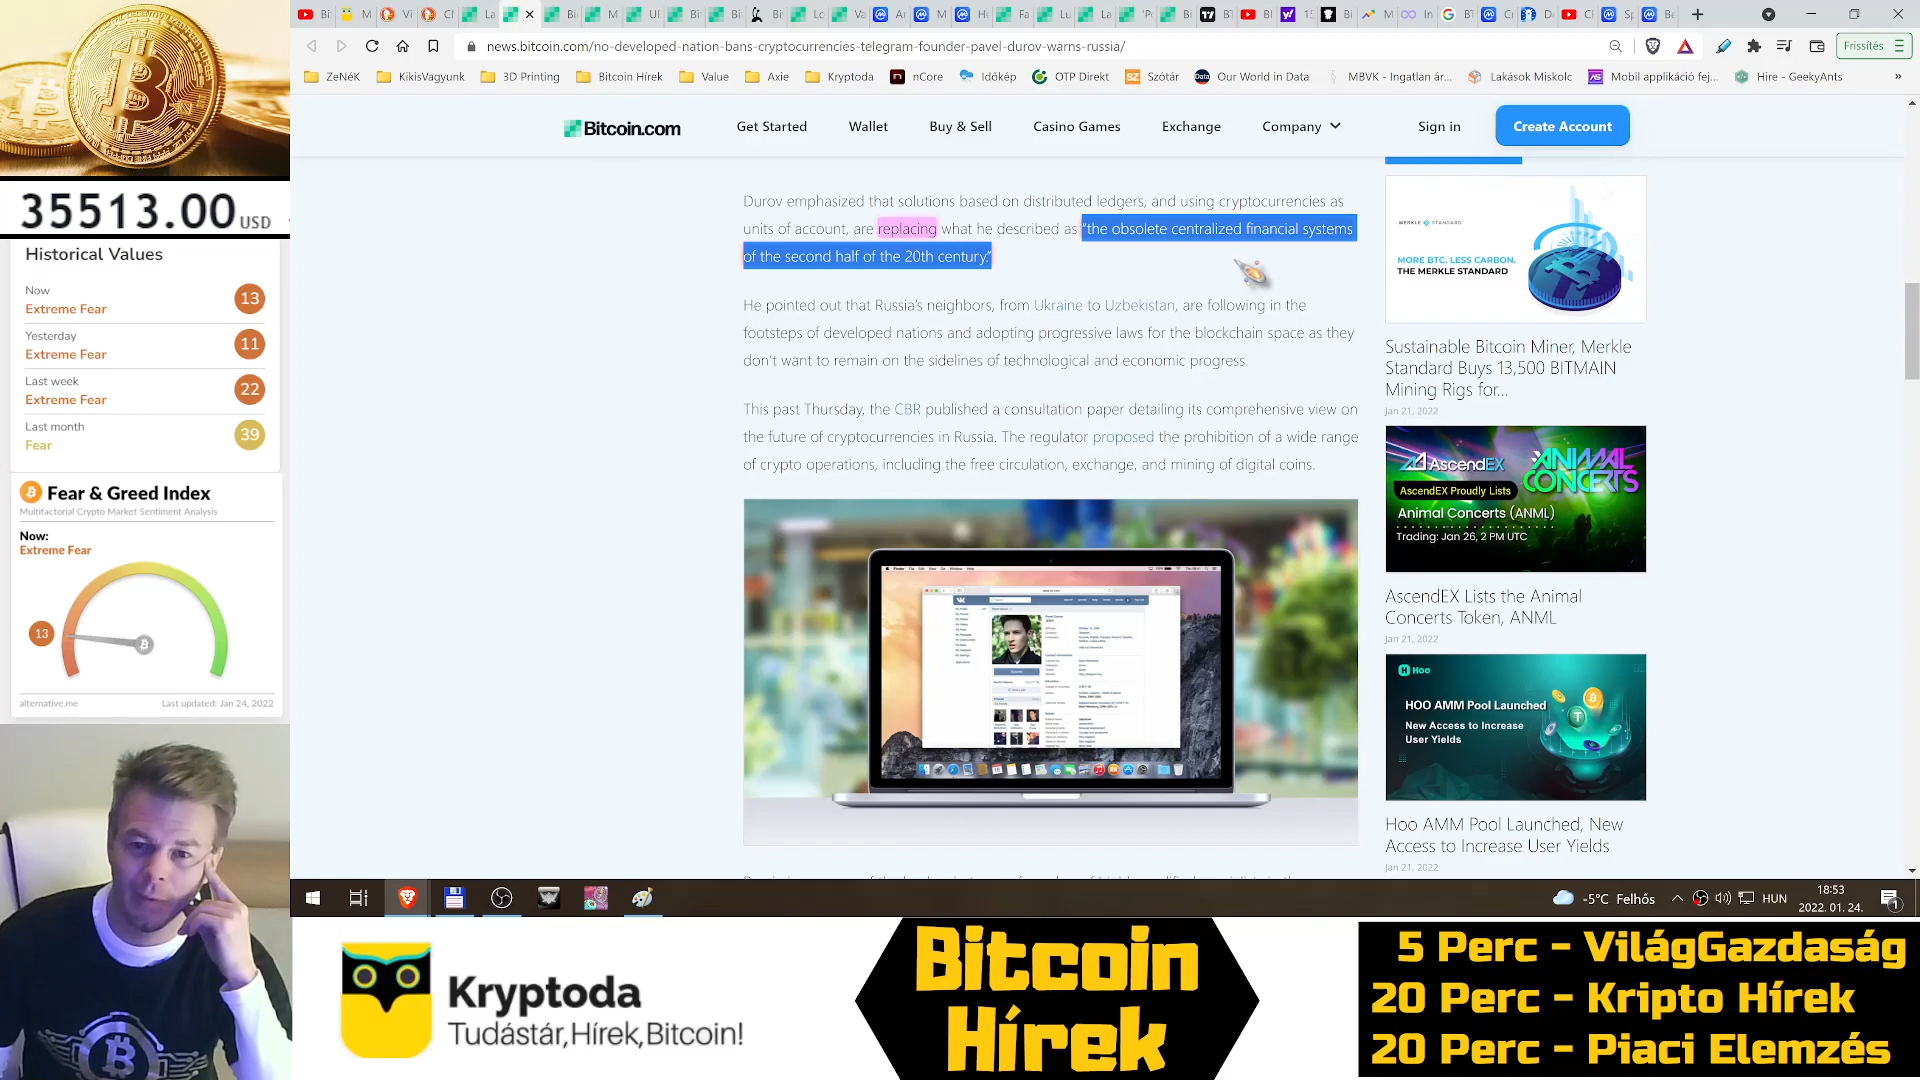 35513.00 USD
Historical Values
Now
Extreme Fear
13
Yesterday
Extreme Fear
11
Last week
Extreme Fear
22
Last month
Fear
39
Fear & Greed Index
Multifactorial Crypto Market Sentiment Analysis
Now:
Extreme Fear
13
alternative.me
Last updated: Jan 24, 2022
news.bitcoin.com/no-developed-nation-bans-cryptocurrencies-telegram-founder-pavel-durov-warns-russia/
Frissítés
ZeNéK
KikisVagyunk
3D Printing
Bitcoin Hírek
Value
Axie
Kryptoda
nCore
Időkép
OTP Direkt
Szótár
Our World in Data
MBVK - Ingatlan ár...
Lakások Miskolc
Mobil applikáció fej...
Hire - GeekyAnts
Bitcoin.com
Get Started
Wallet
Buy & Sell
Casino Games
Exchange
Company
Sign in
Create Account
Durov emphasized that solutions based on distributed ledgers, and using cryptocurrencies as
units of account, are replacing what he described as “the obsolete centralized financial systems
of the second half of the 20th century.”
He pointed out that Russia’s neighbors, from Ukraine to Uzbekistan, are following in the
footsteps of developed nations and adopting progressive laws for the blockchain space as they
don’t want to remain on the sidelines of technological and economic progress.
This past Thursday, the CBR published a consultation paper detailing its comprehensive view on
the future of cryptocurrencies in Russia. The regulator proposed the prohibition of a wide range
of crypto operations, including the free circulation, exchange, and mining of digital coins.
MERKLE STANDARD
MORE BTC. LESS CARBON.
THE MERKLE STANDARD
Sustainable Bitcoin Miner, Merkle
Standard Buys 13,500 BITMAIN
Mining Rigs for...
Jan 21, 2022
AscendEX
ANIMAL
CONCERTS
AscendEX Proudly Lists
Animal Concerts (ANML)
Trading: Jan 26, 2 PM UTC
AscendEX Lists the Animal
Concerts Token, ANML
Jan 21, 2022
Hoo
HOO AMM Pool Launched
New Access to Increase
User Yields
Hoo AMM Pool Launched, New
Access to Increase User Yields
Jan 21, 2022
-5°C Felhős
HUN
18:53
2022. 01. 24.
1
Kryptoda
Tudástár,Hírek,Bitcoin!
Bitcoin
Hírek
5 Perc - VilágGazdaság
20 Perc - Kripto Hírek
20 Perc - Piaci Elemzés